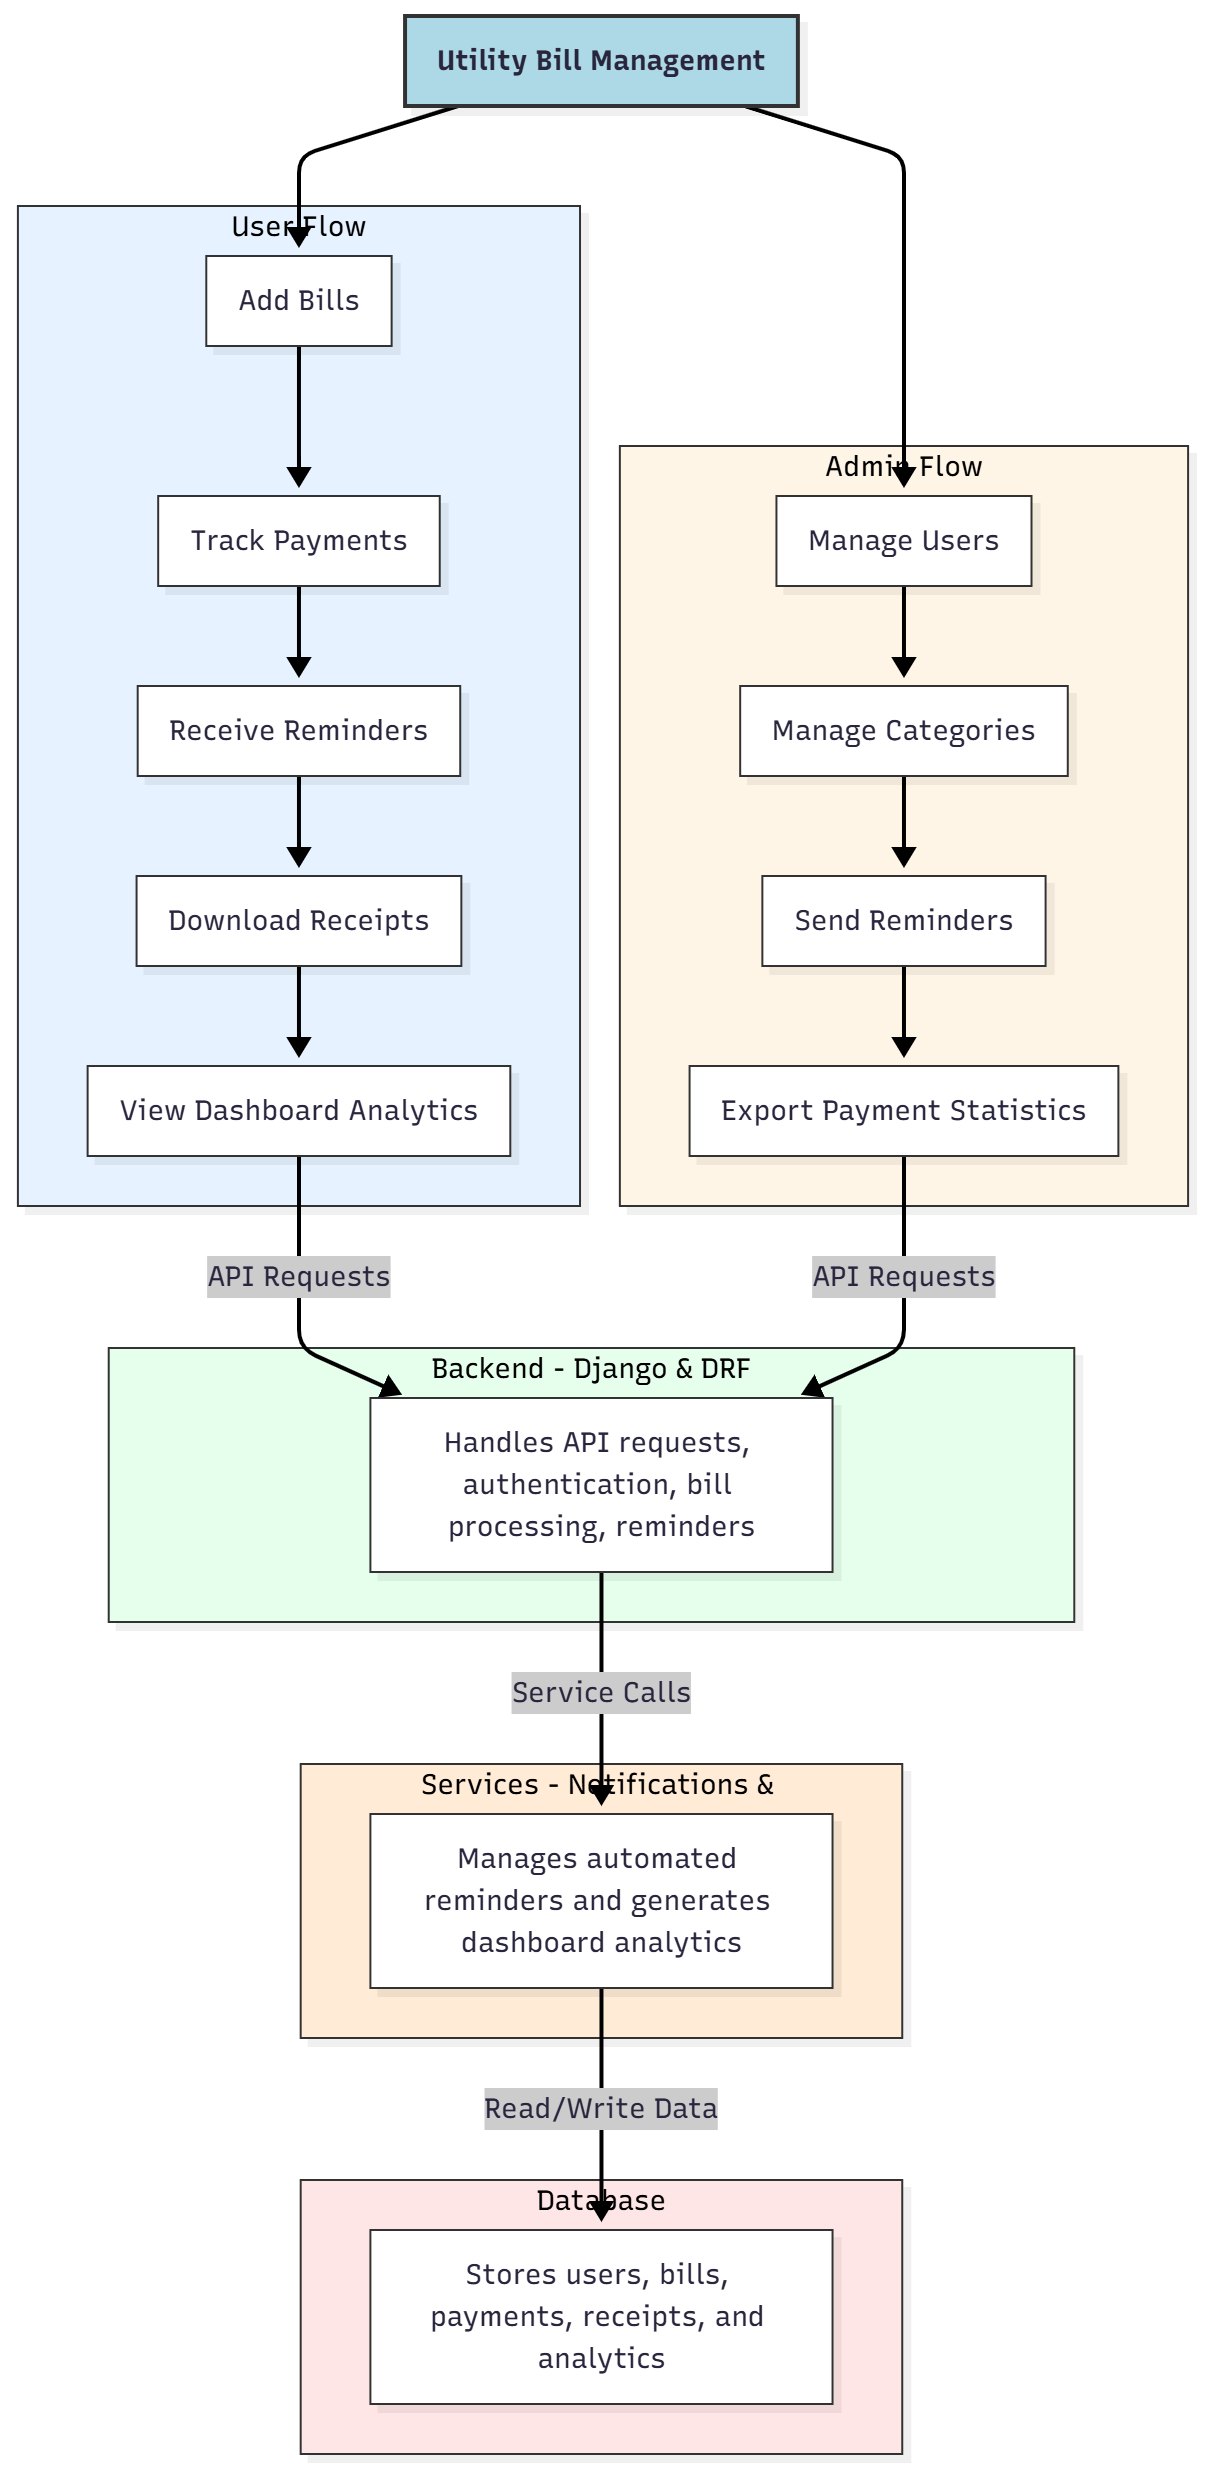 Utility Bill Management
User Flow
Add Bills
Track Payments
Receive Reminders
Download Receipts
View Dashboard Analytics
Admin Flow
Manage Users
Manage Categories
Send Reminders
Export Payment Statistics
API Requests
API Requests
Backend - Django & DRF
Handles API requests,
authentication, bill
processing, reminders
Service Calls
Services - Notifications &
Manages automated
reminders and generates
dashboard analytics
Read/Write Data
Database
Stores users, bills,
payments, receipts, and
analytics